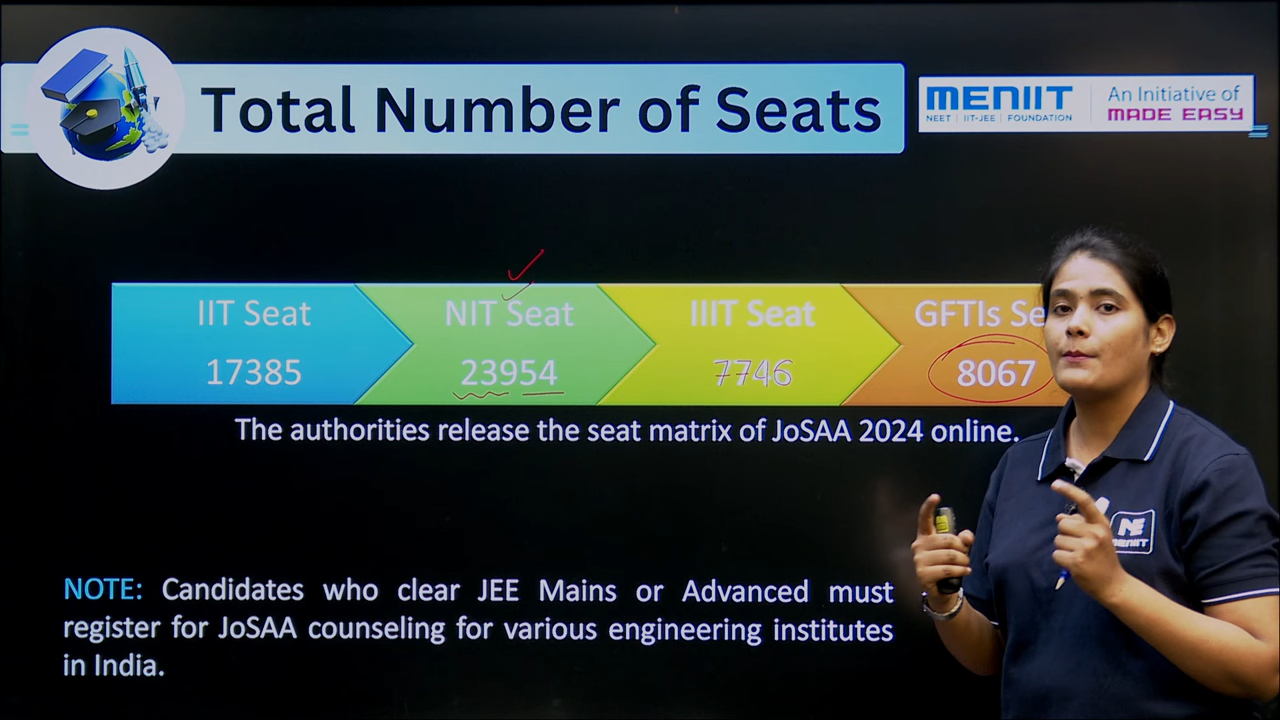 Total Number of Seats
MENIIT
NEET | IIT-JEE | FOUNDATION
An Initiative of
MADE EASY
IIT Seat
17385
NIT Seat
23954
IIIT Seat
7746
GFTIs Se
8067
The authorities release the seat matrix of JoSAA 2024 online.
NOTE: Candidates who clear JEE Mains or Advanced must
register for JoSAA counseling for various engineering institutes
in India.
MENIIT